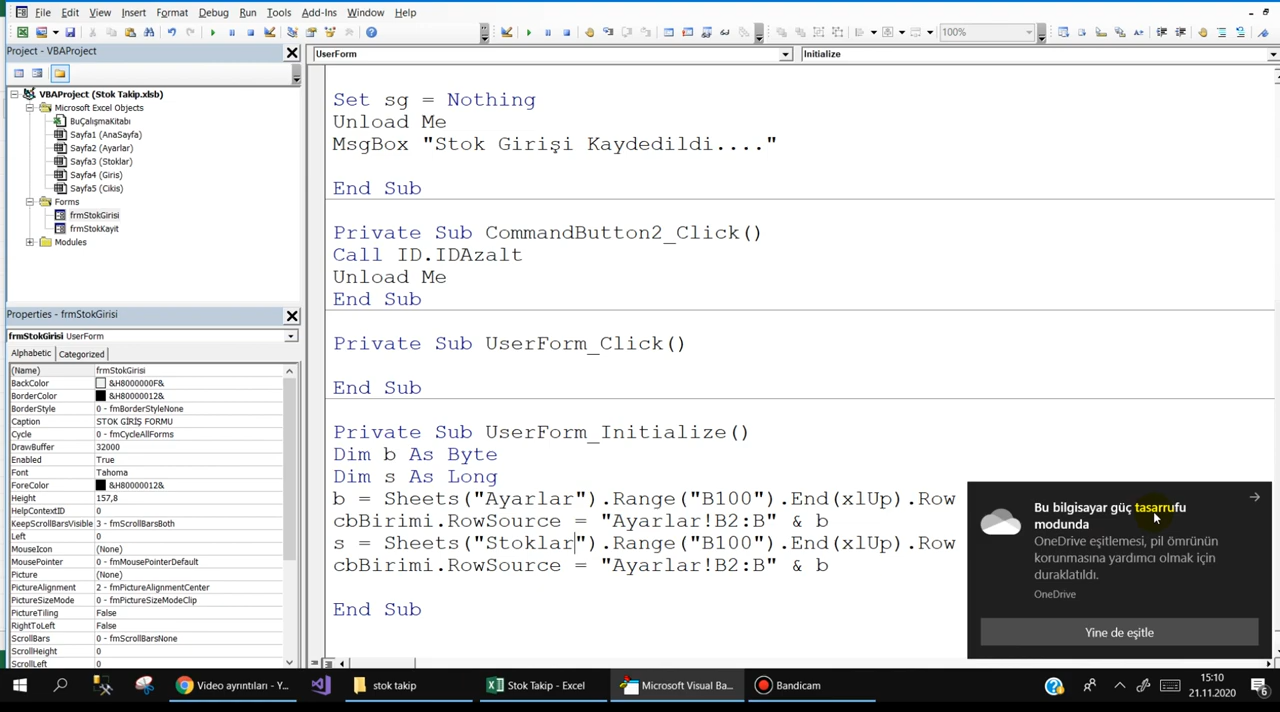 File Edit View Insert Format Debug Run Tools Add-Ins Window Help
100%
Project - VBAProject
UserForm
Initialize
VBAProject (Stok Takip.xlsb)
Microsoft Excel Objects
BuÇalışmaKitabı
Sayfa1 (AnaSayfa)
Sayfa2 (Ayarlar)
Sayfa3 (Stoklar)
Sayfa4 (Giris)
Sayfa5 (Cikis)
Forms
frmStokGirisi
frmStokKayit
Modules
Properties - frmStokGirisi
frmStokGirisi UserForm
Alphabetic Categorized
(Name) frmStokGirisi
BackColor &H8000000F&
BorderColor &H80000012&
BorderStyle 0 - fmBorderStyleNone
Caption STOK GİRİŞ FORMU
Cycle 0 - fmCycleAllForms
DrawBuffer 32000
Enabled True
Font Tahoma
ForeColor &H80000012&
Height 157,8
HelpContextID 0
KeepScrollBarsVisible 3 - fmScrollBarsBoth
Left 0
MouseIcon (None)
MousePointer 0 - fmMousePointerDefault
Picture (None)
PictureAlignment 2 - fmPictureAlignmentCenter
PictureSizeMode 0 - fmPictureSizeModeClip
PictureTiling False
RightToLeft False
ScrollBars 0 - fmScrollBarsNone
ScrollHeight 0
ScrollLeft 0
Set sg = Nothing
Unload Me
MsgBox "Stok Girişi Kaydedildi...."
End Sub
Private Sub CommandButton2_Click()
Call ID.IDAzalt
Unload Me
End Sub
Private Sub UserForm_Click()
End Sub
Private Sub UserForm_Initialize()
Dim b As Byte
Dim s As Long
b = Sheets("Ayarlar").Range("B100").End(xlUp).Row
cbBirimi.RowSource = "Ayarlar!B2:B" & b
s = Sheets("Stoklar").Range("B100").End(xlUp).Row
cbBirimi.RowSource = "Ayarlar!B2:B" & b
End Sub
Bu bilgisayar güç tasarrufu
modunda
OneDrive eşitlemesi, pil ömrünün
korunmasına yardımcı olmak için
duraklatıldı.
OneDrive
Yine de eşitle
Video ayrıntıları - Y...
stok takip
Stok Takip - Excel
Microsoft Visual Ba...
Bandicam
15:10
21.11.2020
6